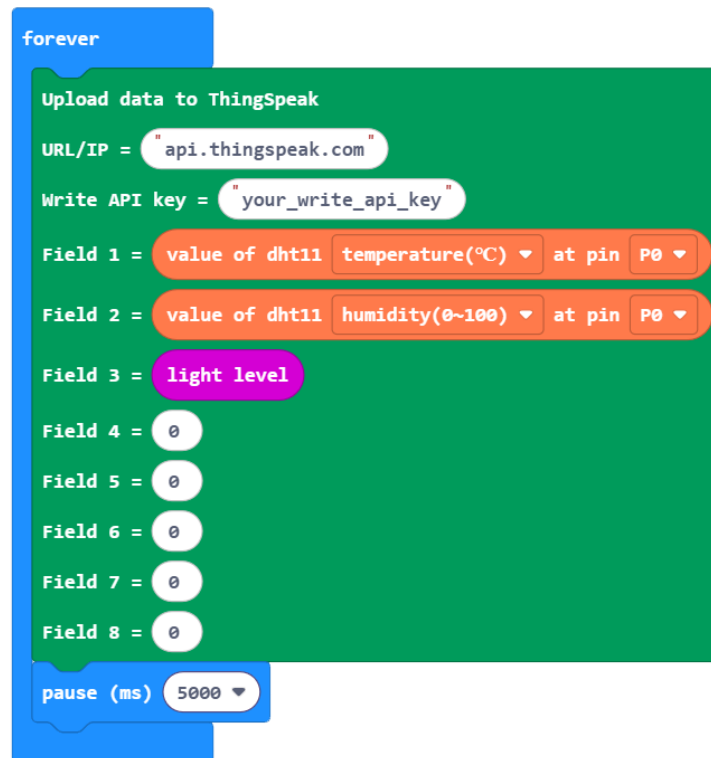 forever
Upload data to ThingSpeak
URL/IP = "api.thingspeak.com"
Write API key = "your_write_api_key"
Field 1 = value of dht11 temperature(℃) at pin P0
Field 2 = value of dht11 humidity(0~100) at pin P0
Field 3 = light level
Field 4 = 0
Field 5 = 0
Field 6 = 0
Field 7 = 0
Field 8 = 0
pause (ms) 5000